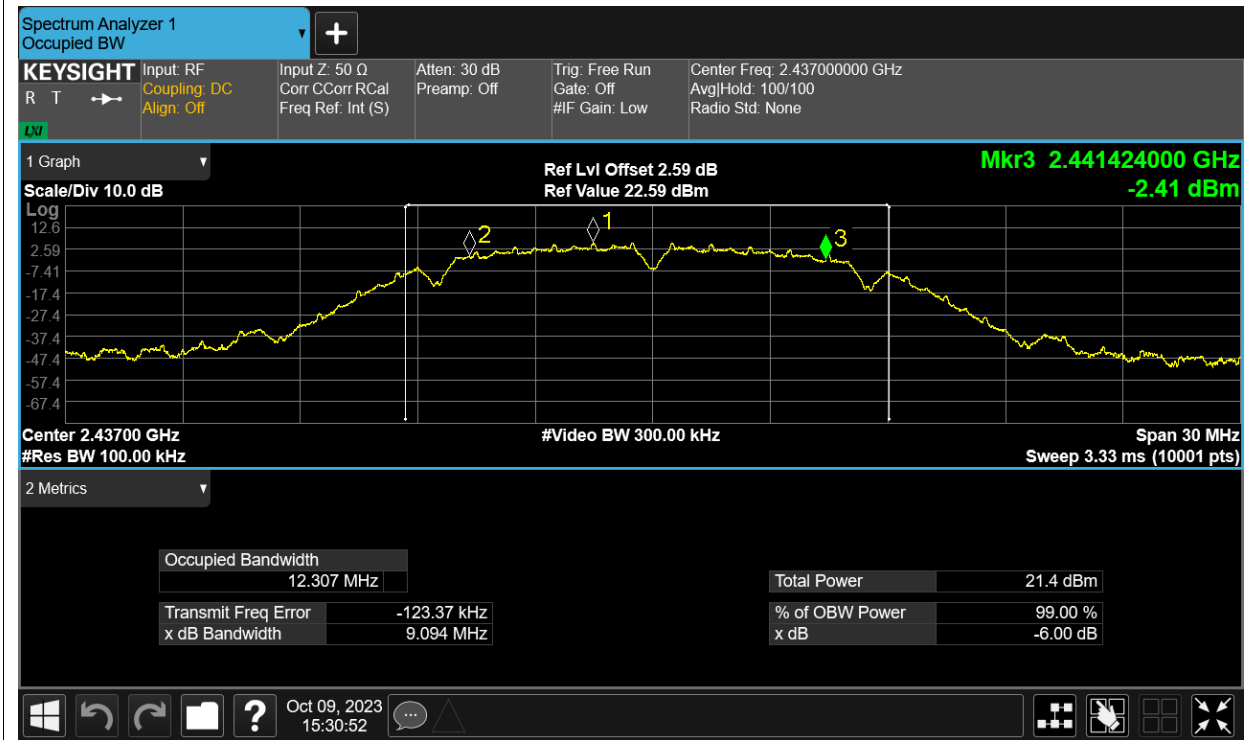 Spectrum Analyzer 1
Occupied BW
KEYSIGHT
R T
LXI
Input: RF
Coupling: DC
Align: Off
Input Z: 50 Ω
Corr CCorr RCal
Freq Ref: Int (S)
Atten: 30 dB
Preamp: Off
Trig: Free Run
Gate: Off
#IF Gain: Low
Center Freq: 2.437000000 GHz
Avg|Hold: 100/100
Radio Std: None
1 Graph
Scale/Div 10.0 dB
Ref Lvl Offset 2.59 dB
Ref Value 22.59 dBm
Mkr3 2.441424000 GHz
-2.41 dBm
Log
12.6
2.59
-7.41
-17.4
-27.4
-37.4
-47.4
-57.4
-67.4
2
1
3
Center 2.43700 GHz
#Res BW 100.00 kHz
#Video BW 300.00 kHz
Span 30 MHz
Sweep 3.33 ms (10001 pts)
2 Metrics
Occupied Bandwidth
12.307 MHz
Transmit Freq Error -123.37 kHz
x dB Bandwidth 9.094 MHz
Total Power 21.4 dBm
% of OBW Power 99.00 %
x dB -6.00 dB
?
Oct 09, 2023
15:30:52